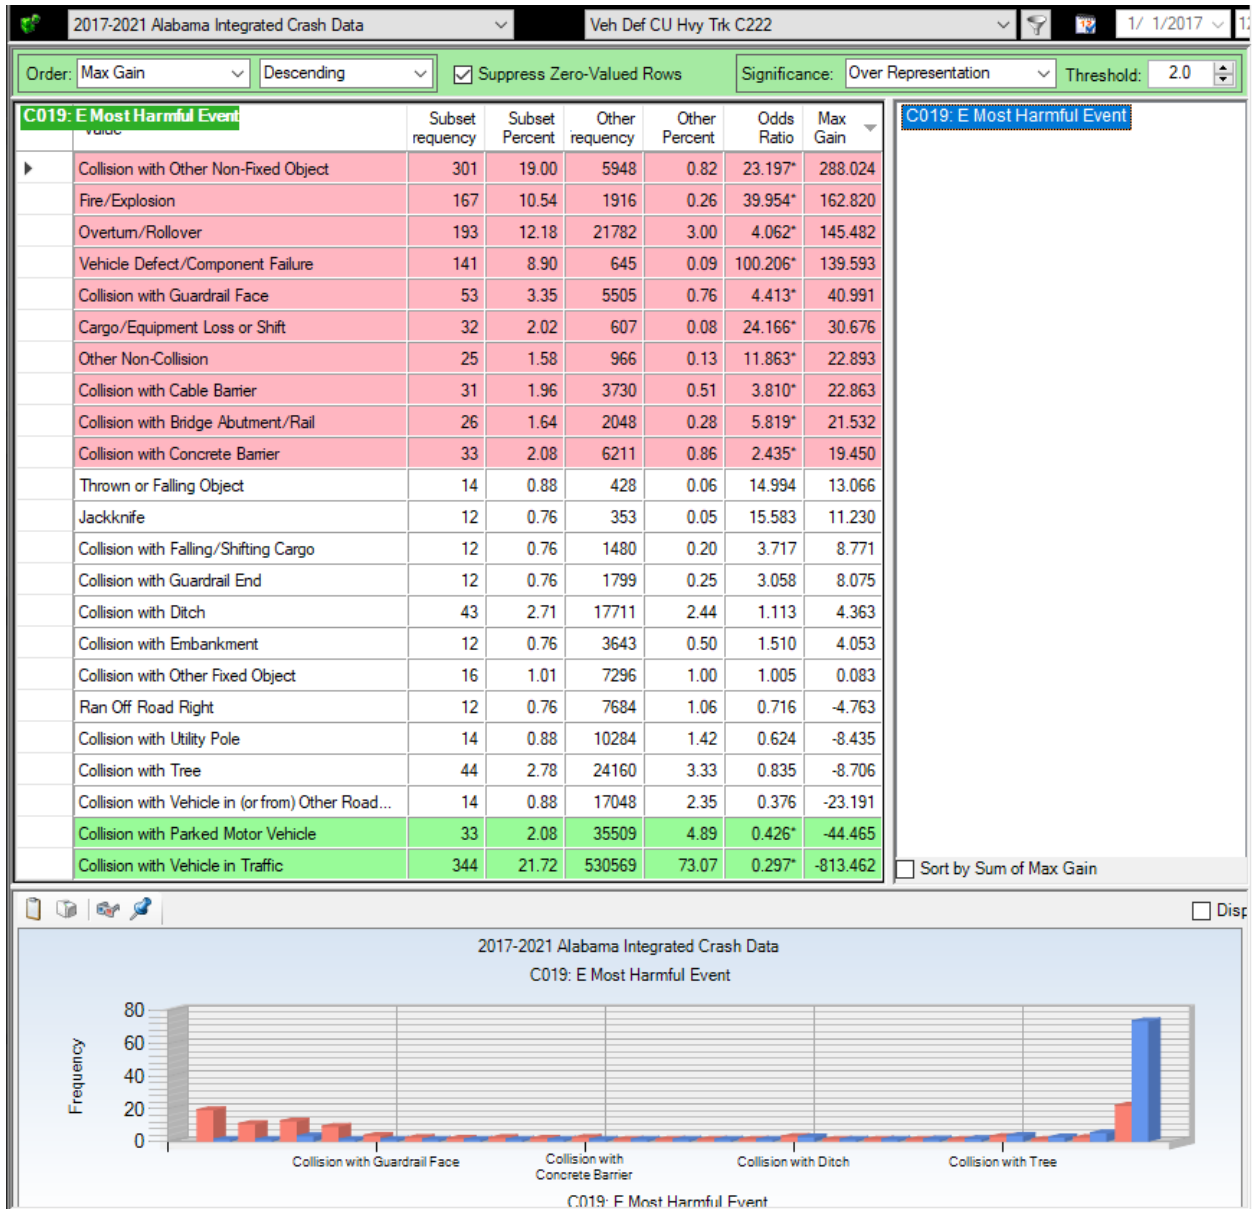 2017-2021 Alabama Integrated Crash Data Veh Def CU Hvy Trk C222 1/ 1/2017
Order: Max Gain Descending Suppress Zero-Valued Rows Significance: Over Representation Threshold: 2.0
C019: E Most Harmful Event Subset Subset Other Other Odds Max C019: E Most Harmful Event
requency Percent requency Percent Ratio Gain
Collision with Other Non-Fixed Object 301 19.00 5948 0.82 23.197* 288.024
Fire/Explosion 167 10.54 1916 0.26 39.954* 162.820
Overturn/Rollover 193 12.18 21782 3.00 4.062* 145.482
Vehicle Defect/Component Failure 141 8.90 645 0.09 100.206* 139.593
Collision with Guardrail Face 53 3.35 5505 0.76 4.413* 40.991
Cargo/Equipment Loss or Shift 32 2.02 607 0.08 24.166* 30.676
Other Non-Collision 25 1.58 966 0.13 11.863* 22.893
Collision with Cable Barrier 31 1.96 3730 0.51 3.810* 22.863
Collision with Bridge Abutment/Rail 26 1.64 2048 0.28 5.819* 21.532
Collision with Concrete Barrier 33 2.08 6211 0.86 2.435* 19.450
Thrown or Falling Object 14 0.88 428 0.06 14.994 13.066
Jackknife 12 0.76 353 0.05 15.583 11.230
Collision with Falling/Shifting Cargo 12 0.76 1480 0.20 3.717 8.771
Collision with Guardrail End 12 0.76 1799 0.25 3.058 8.075
Collision with Ditch 43 2.71 17711 2.44 1.113 4.363
Collision with Embankment 12 0.76 3643 0.50 1.510 4.053
Collision with Other Fixed Object 16 1.01 7296 1.00 1.005 0.083
Ran Off Road Right 12 0.76 7684 1.06 0.716 -4.763
Collision with Utility Pole 14 0.88 10284 1.42 0.624 -8.435
Collision with Tree 44 2.78 24160 3.33 0.835 -8.706
Collision with Vehicle in (or from) Other Road... 14 0.88 17048 2.35 0.376 -23.191
Collision with Parked Motor Vehicle 33 2.08 35509 4.89 0.426* -44.465
Collision with Vehicle in Traffic 344 21.72 530569 73.07 0.297* -813.462 Sort by Sum of Max Gain
Disp
2017-2021 Alabama Integrated Crash Data
C019: E Most Harmful Event
80
60
40
20
0
Frequency
Collision with Guardrail Face Collision with Collision with Ditch Collision with Tree
Concrete Barrier
C019: E Most Harmful Event